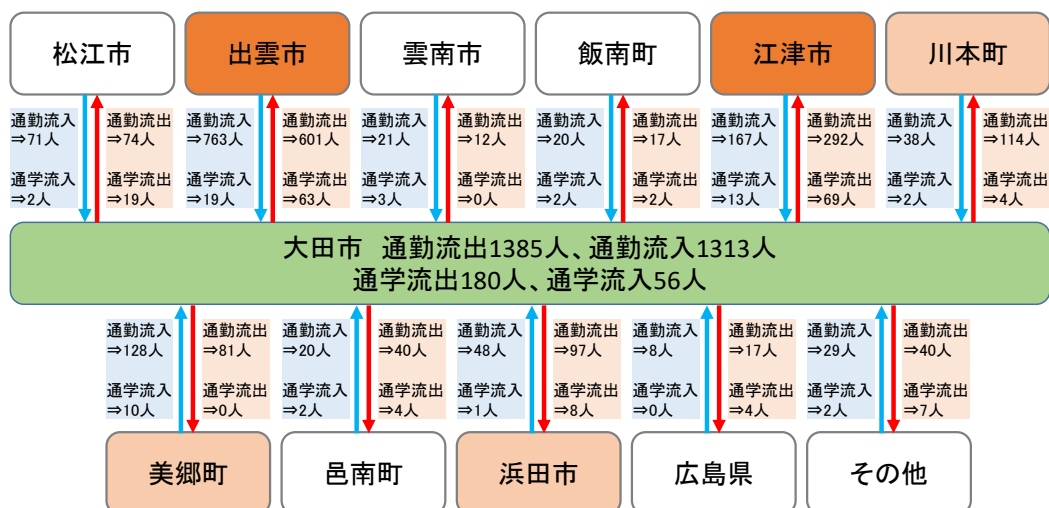 松江市
出雲市
雲南市
飯南町
江津市
川本町
通勤流入
⇒71人
通学流入
⇒2人
通勤流出
⇒74人
通学流出
⇒19人
通勤流入
⇒763人
通学流入
⇒19人
通勤流出
⇒601人
通学流出
⇒63人
通勤流入
⇒21人
通学流入
⇒3人
通勤流出
⇒12人
通学流出
⇒0人
通勤流入
⇒20人
通学流入
⇒2人
通勤流出
⇒17人
通学流出
⇒2人
通勤流入
⇒167人
通学流入
⇒13人
通勤流出
⇒292人
通学流出
⇒69人
通勤流入
⇒38人
通学流入
⇒2人
通勤流出
⇒114人
通学流出
⇒4人
大田市　通勤流出1385人、通勤流入1313人
通学流出180人、通学流入56人
通勤流入
⇒128人
通学流入
⇒10人
通勤流出
⇒81人
通学流出
⇒0人
通勤流入
⇒20人
通学流入
⇒2人
通勤流出
⇒40人
通学流出
⇒4人
通勤流入
⇒48人
通学流入
⇒1人
通勤流出
⇒97人
通学流出
⇒8人
通勤流入
⇒8人
通学流入
⇒0人
通勤流出
⇒17人
通学流出
⇒4人
通勤流入
⇒29人
通学流入
⇒2人
通勤流出
⇒40人
通学流出
⇒7人
美郷町
邑南町
浜田市
広島県
その他